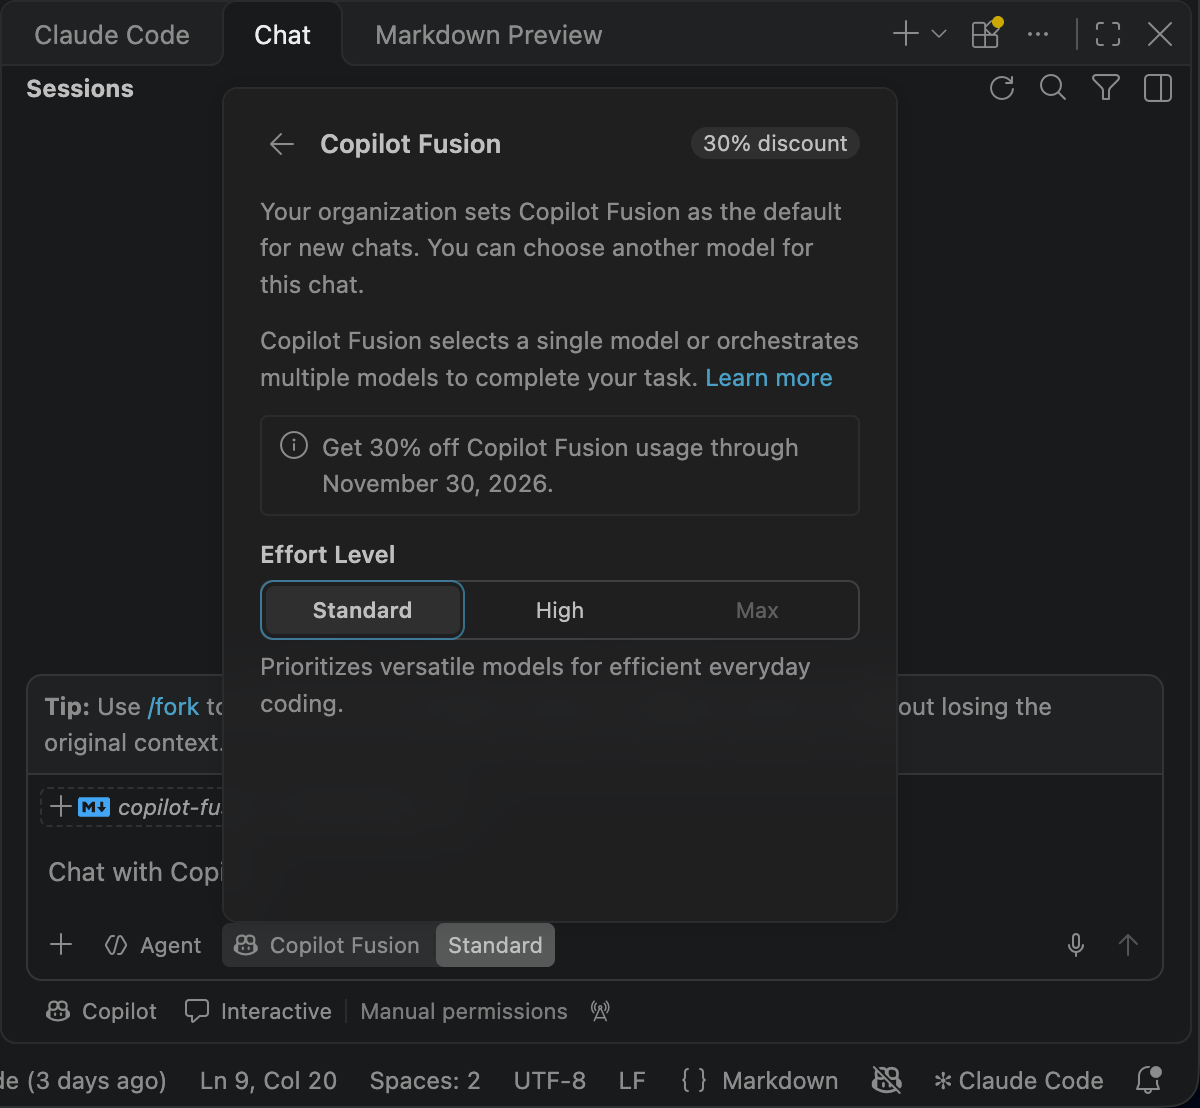 Claude Code
Chat
Markdown Preview
Sessions
Copilot Fusion
30% discount
Your organization sets Copilot Fusion as the default
for new chats. You can choose another model for
this chat.
Copilot Fusion selects a single model or orchestrates
multiple models to complete your task. Learn more
Get 30% off Copilot Fusion usage through
November 30, 2026.
Effort Level
Standard
High
Max
Prioritizes versatile models for efficient everyday
coding.
Tip: Use /fork to
out losing the
original context.
M copilot-fu
Chat with Copi
Agent
Copilot Fusion
Standard
Copilot
Interactive
Manual permissions
de (3 days ago)
Ln 9, Col 20
Spaces: 2
UTF-8
LF
{ } Markdown
Claude Code